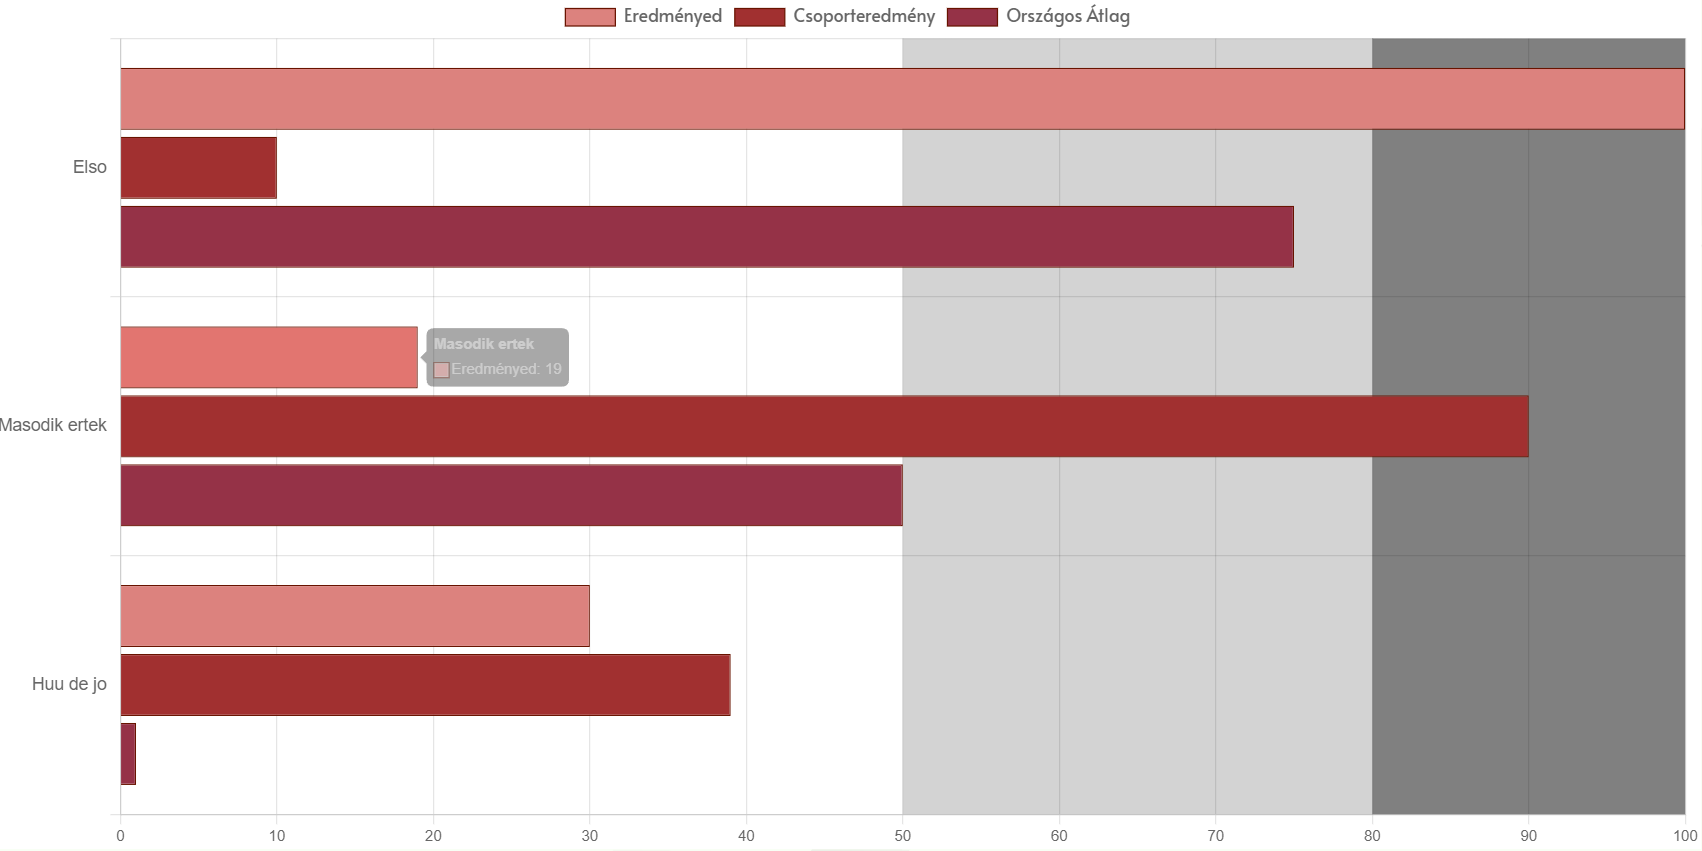 Eredményed Csoporteredmény Országos Átlag
Elso
Masodik ertek
Eredményed: 19
Masodik ertek
Huu de jo
0 10 20 30 40 50 60 70 80 90 100